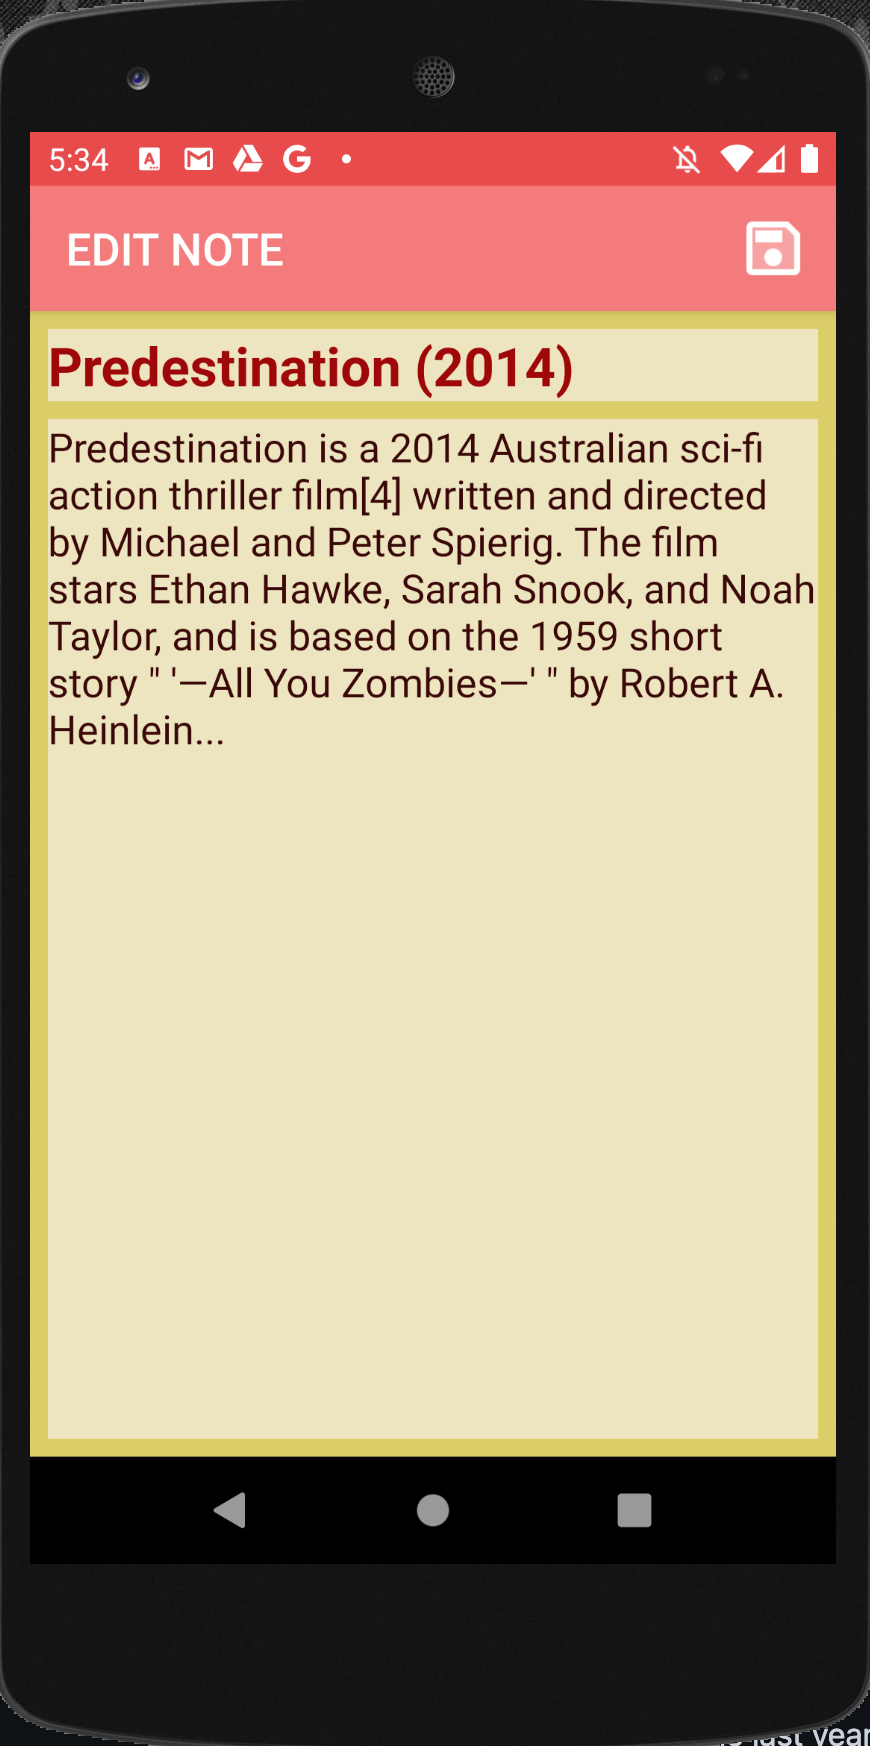 5:34
EDIT NOTE
Predestination (2014)
Predestination is a 2014 Australian sci-fi
action thriller film[4] written and directed
by Michael and Peter Spierig. The film
stars Ethan Hawke, Sarah Snook, and Noah
Taylor, and is based on the 1959 short
story " '—All You Zombies—' " by Robert A.
Heinlein...
last year